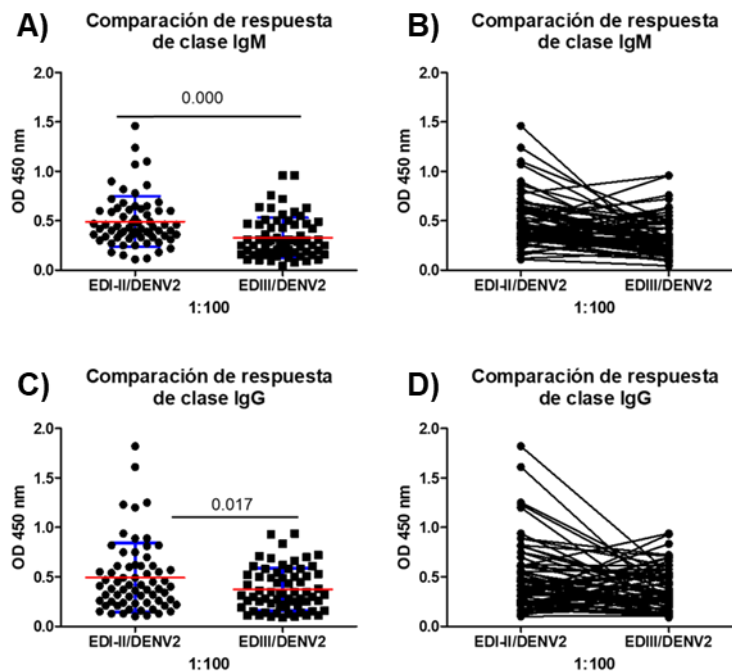 A)
Comparación de respuesta
de clase IgM
2.0
1.5
1.0
0.5
0.0
OD 450 nm
0.000
EDI-II/DENV2
EDIII/DENV2
1:100
B)
Comparación de respuesta
de clase IgM
2.0
1.5
1.0
0.5
0.0
OD 450 nm
EDI-II/DENV2
EDIII/DENV2
1:100
C)
Comparación de respuesta
de clase IgG
2.0
1.5
1.0
0.5
0.0
OD 450 nm
0.017
EDI-II/DENV2
EDIII/DENV2
1:100
D)
Comparación de respuesta
de clase IgG
2.0
1.5
1.0
0.5
0.0
OD 450 nm
EDI-II/DENV2
EDIII/DENV2
1:100